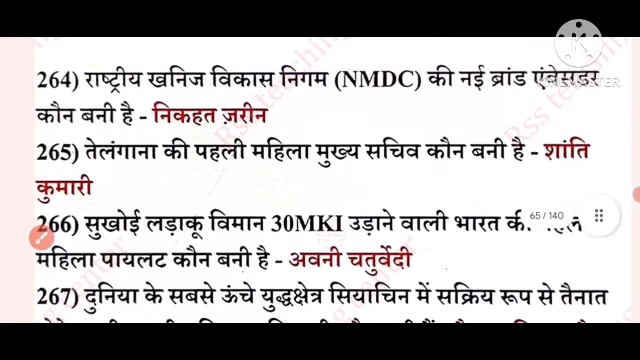 264) राष्ट्रीय खनिज विकास निगम (NMDC) की नई ब्रांड एंबेसडर
कौन बनी है - निकहत ज़रीन
265) तेलंगाना की पहली महिला मुख्य सचिव कौन बनी है - शांति
कुमारी
266) सुखोई लड़ाकू विमान 30MKI उड़ाने वाली भारत की
65 / 140
महिला पायलट कौन बनी है - अवनी चतुर्वेदी
267) दुनिया के सबसे ऊंचे युद्धक्षेत्र सियाचिन में सक्रिय रूप से तैनात